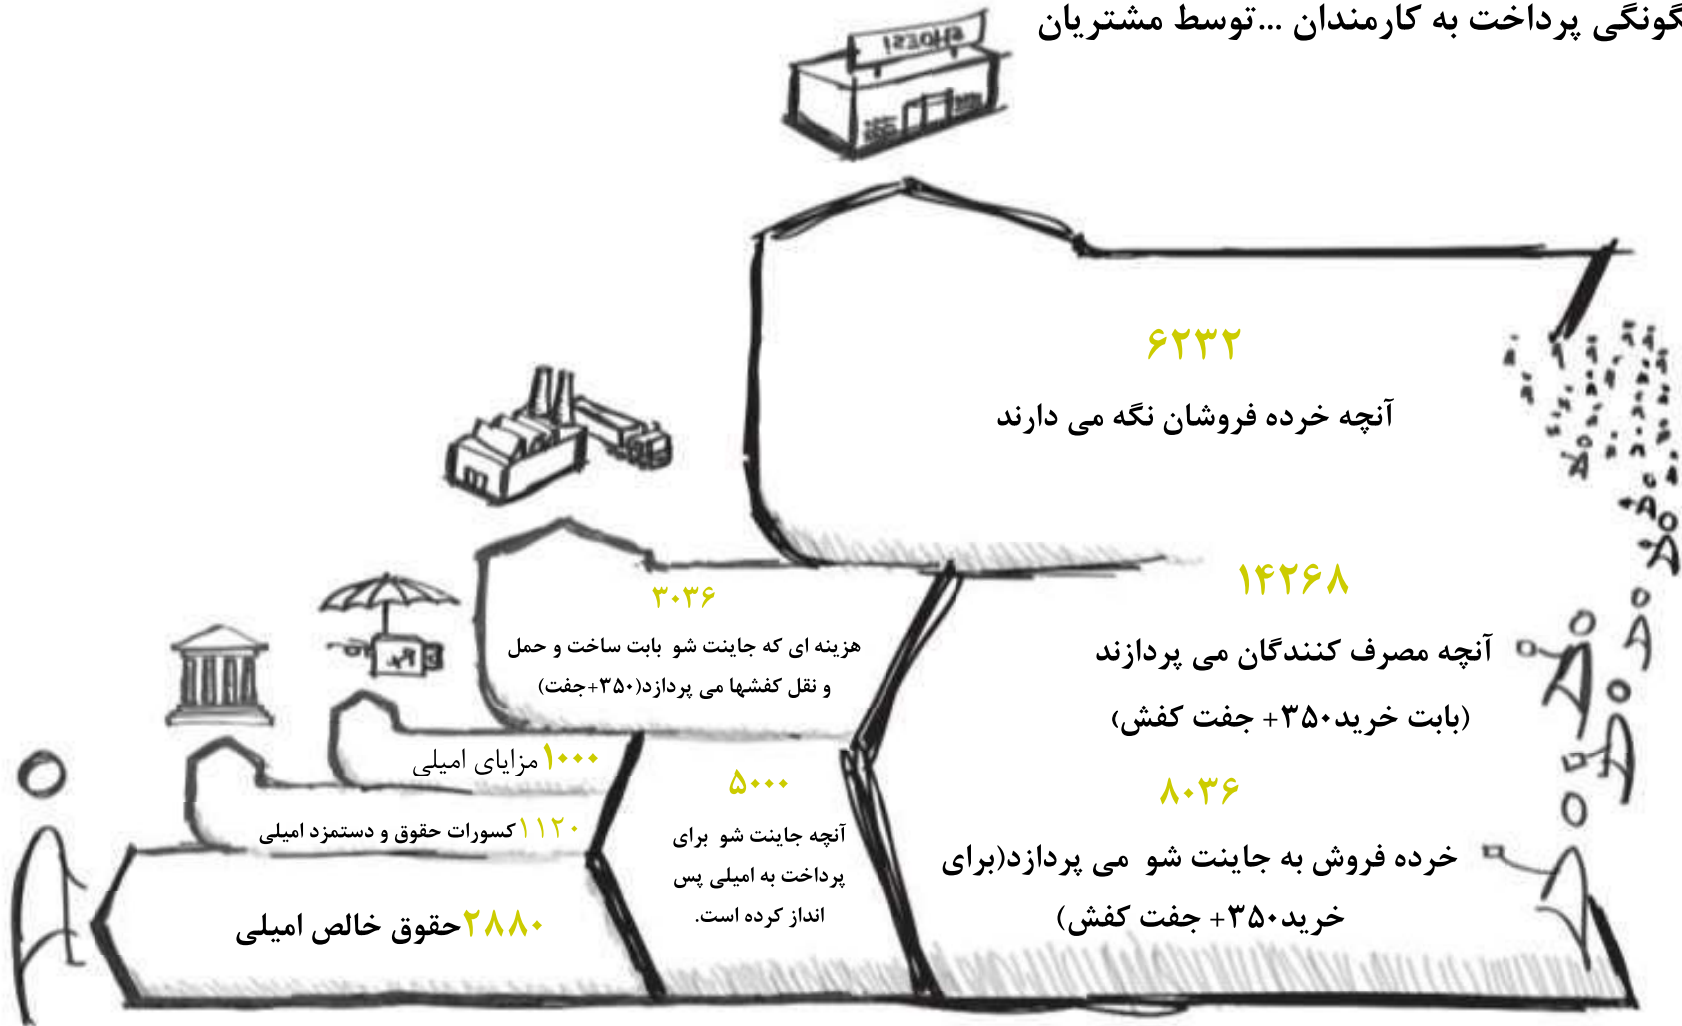 گونگی پرداخت به کارمندان ...توسط مشتریان
۶۲۳۲
آنچه خرده فروشان نگه می دارند
۱۴۲۶۸
آنچه مصرف کنندگان می پردازند
(بابت خرید۳۵۰+ جفت کفش)
۸۰۳۶
خرده فروش به جاینت شو می پردازد(برای
خرید۳۵۰+ جفت کفش)
۳۰۳۶
هزینه ای که جاینت شو بابت ساخت و حمل
و نقل کفشها می پردازد(۳۵۰+جفت)
۵۰۰۰
آنچه جاینت شو برای
پرداخت به امیلی پس
انداز کرده است.
۱۰۰۰مزایای امیلی
۱۱۲۰کسورات حقوق و دستمزد امیلی
۲۸۸۰حقوق خالص امیلی